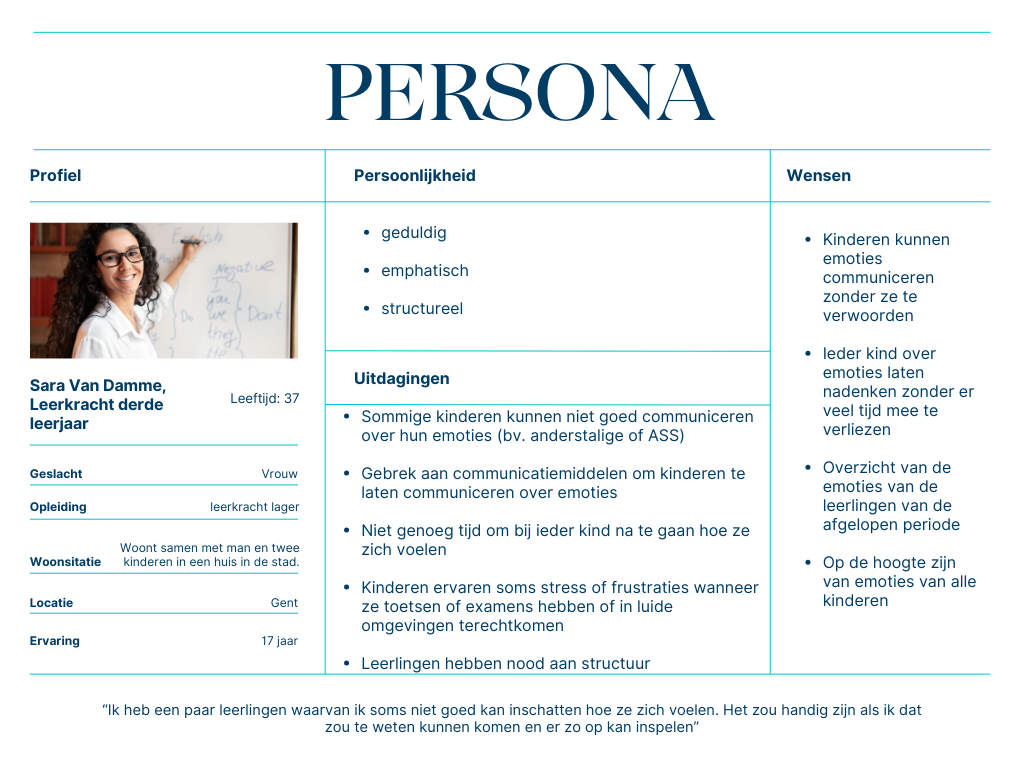 PERSONA
Profiel
Persoonlijkheid
Wensen
English
Negative
I
you
we
they
He
Do
Don't
Sara Van Damme,
Leerkracht derde
leerjaar
Leeftijd: 37
Geslacht Vrouw
Opleiding leerkracht lager
Woonsitatie Woont samen met man en twee
kinderen in een huis in de stad.
Locatie Gent
Ervaring 17 jaar
• geduldig
• emphatisch
• structureel
Uitdagingen
• Sommige kinderen kunnen niet goed communiceren
over hun emoties (bv. anderstalige of ASS)
• Gebrek aan communicatiemiddelen om kinderen te
laten communiceren over emoties
• Niet genoeg tijd om bij ieder kind na te gaan hoe ze
zich voelen
• Kinderen ervaren soms stress of frustraties wanneer
ze toetsen of examens hebben of in luide
omgevingen terechtkomen
• Leerlingen hebben nood aan structuur
• Kinderen kunnen
emoties
communiceren
zonder ze te
verwoorden
• Ieder kind over
emoties laten
nadenken zonder er
veel tijd mee te
verliezen
• Overzicht van de
emoties van de
leerlingen van de
afgelopen periode
• Op de hoogte zijn
van emoties van alle
kinderen
“Ik heb een paar leerlingen waarvan ik soms niet goed kan inschatten hoe ze zich voelen. Het zou handig zijn als ik dat
zou te weten kunnen komen en er zo op kan inspelen”